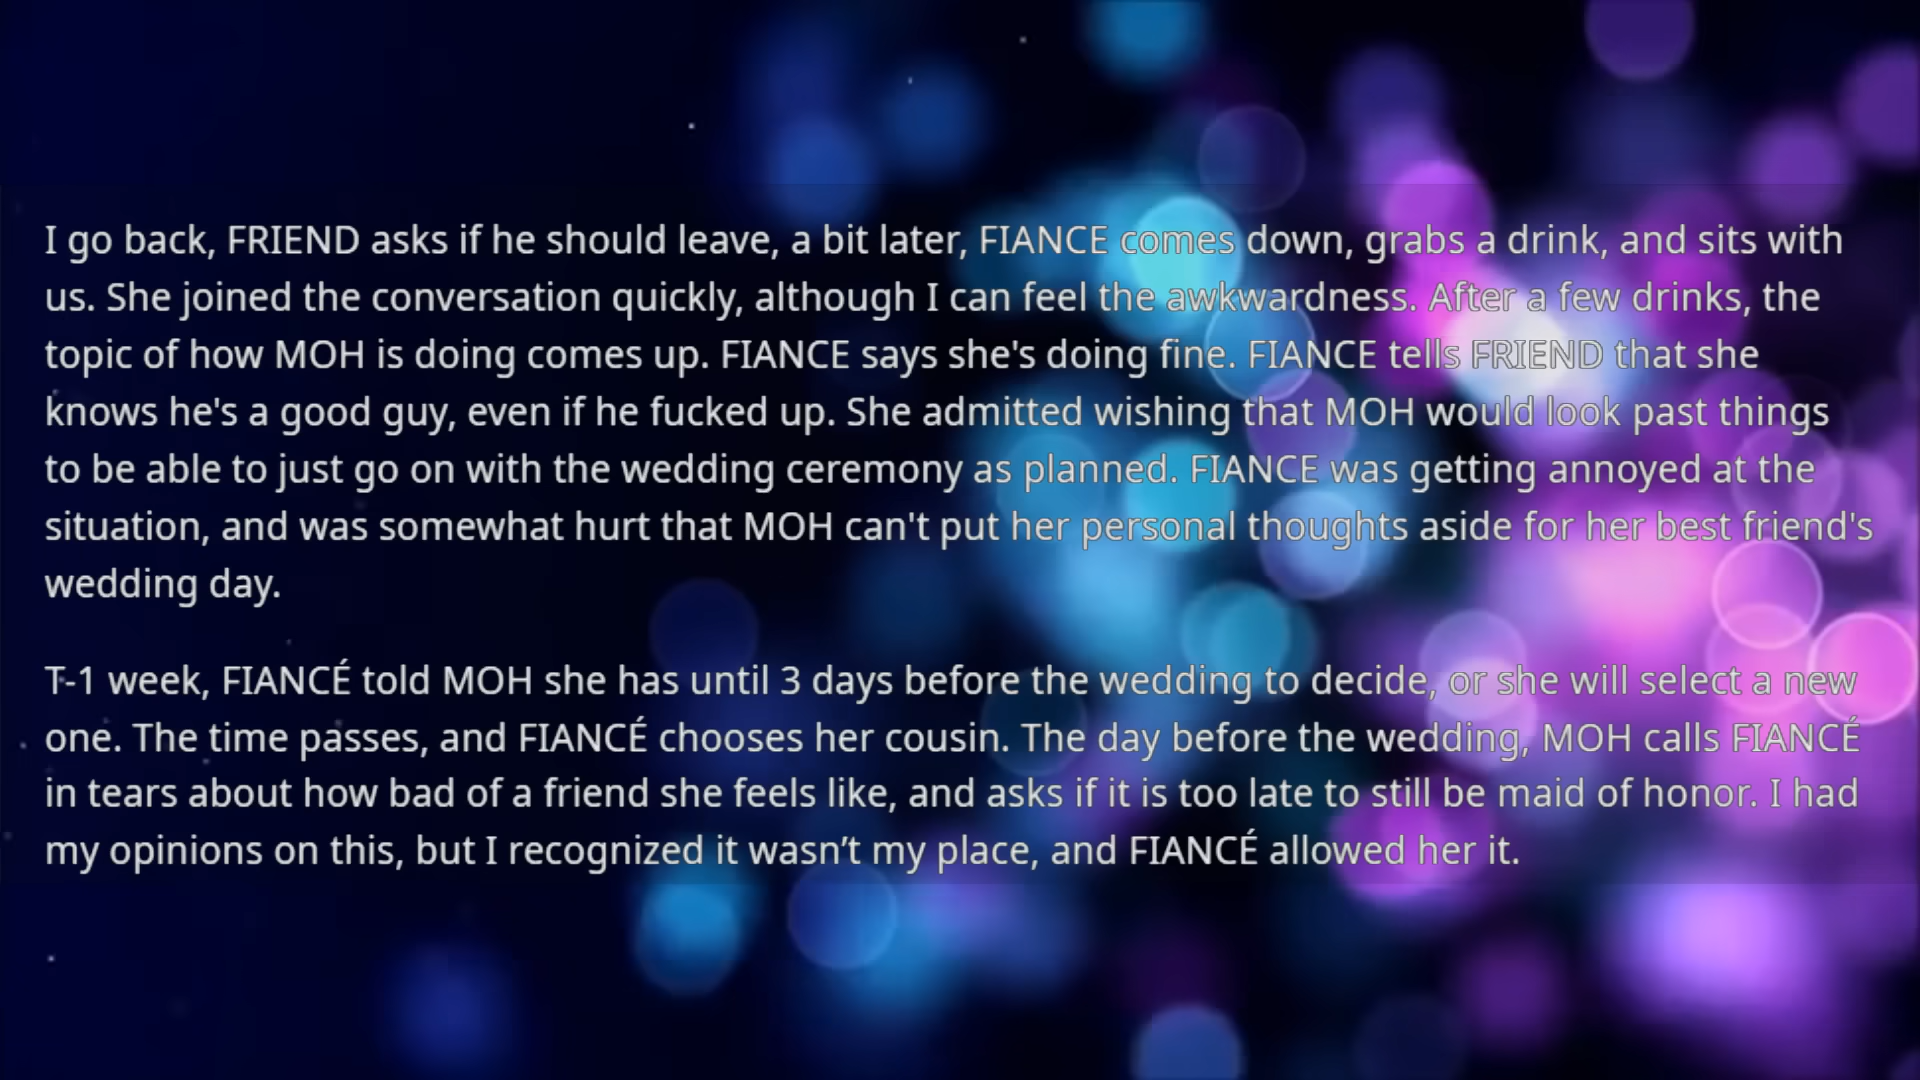 I go back, FRIEND asks if he should leave, a bit later, FIANCE comes down, grabs a drink, and sits with
us. She joined the conversation quickly, although I can feel the awkwardness. After a few drinks, the
topic of how MOH is doing comes up. FIANCE says she's doing fine. FIANCE tells FRIEND that she
knows he's a good guy, even if he fucked up. She admitted wishing that MOH would look past things
to be able to just go on with the wedding ceremony as planned. FIANCE was getting annoyed at the
situation, and was somewhat hurt that MOH can't put her personal thoughts aside for her best friend's
wedding day.
T-1 week, FIANCÉ told MOH she has until 3 days before the wedding to decide, or she will select a new
one. The time passes, and FIANCÉ chooses her cousin. The day before the wedding, MOH calls FIANCÉ
in tears about how bad of a friend she feels like, and asks if it is too late to still be maid of honor. I had
my opinions on this, but I recognized it wasn’t my place, and FIANCÉ allowed her it.